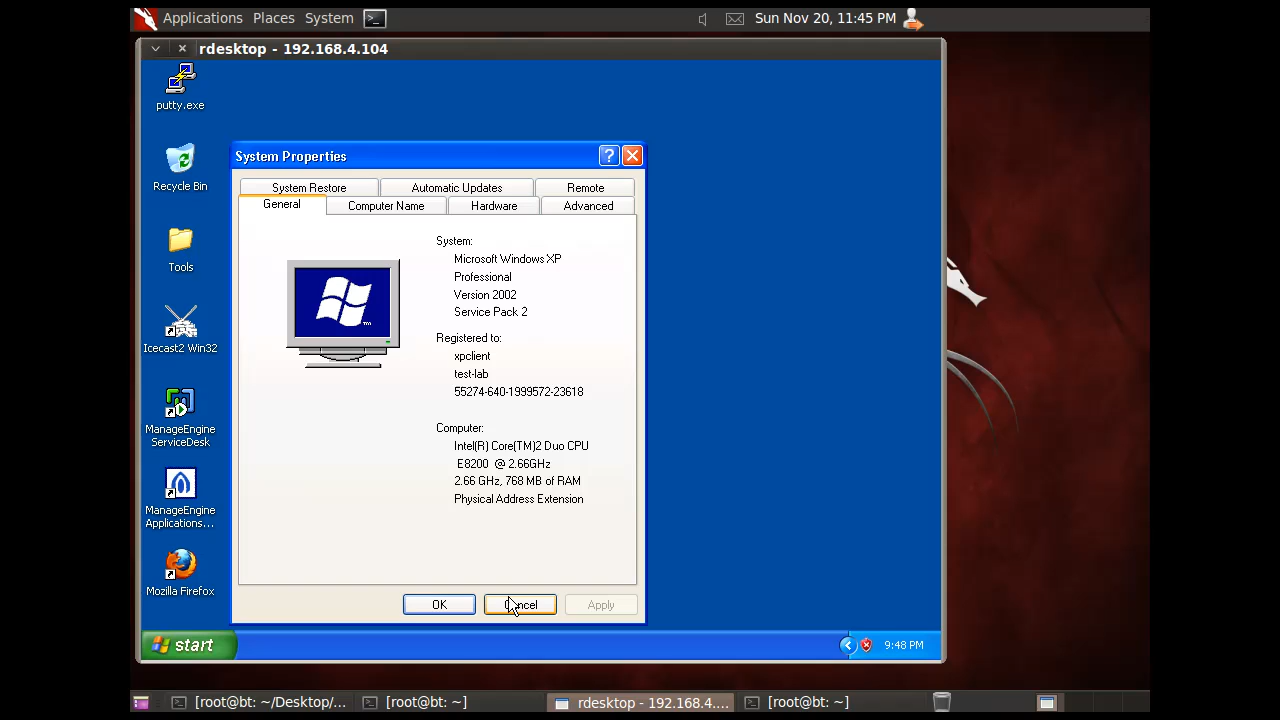 Applications Places System
Sun Nov 20, 11:45 PM
rdesktop - 192.168.4.104
putty.exe
Recycle Bin
Tools
Icecast2 Win32
ManageEngine
ServiceDesk
ManageEngine
Applications...
Mozilla Firefox
System Properties
System Restore Automatic Updates Remote
General Computer Name Hardware Advanced
System:
Microsoft Windows XP
Professional
Version 2002
Service Pack 2
Registered to:
xpclient
test-lab
55274-640-1999572-23618
Computer:
Intel(R) Core(TM)2 Duo CPU
E8200 @ 2.66GHz
2.66 GHz, 768 MB of RAM
Physical Address Extension
OK Cancel Apply
start
9:48 PM
[root@bt: ~/Desktop/... [root@bt: ~] rdesktop - 192.168.4.... [root@bt: ~]